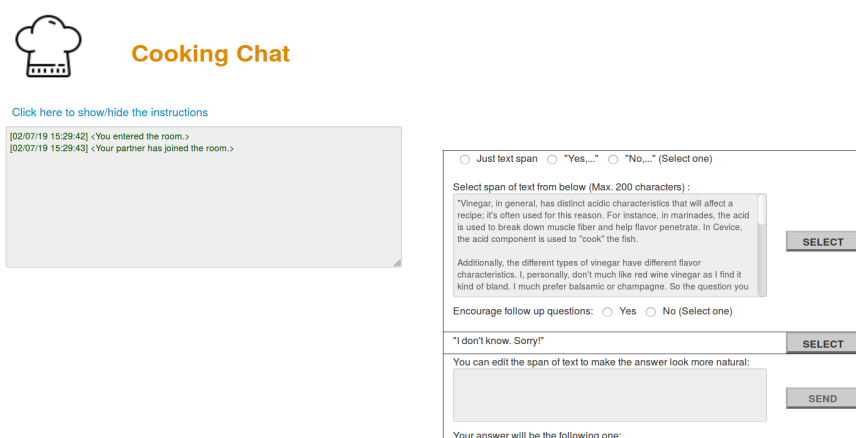 Cooking Chat
Click here to show/hide the instructions
[02/07/19 15:29:42] <You entered the room.>
[02/07/19 15:29:43] <Your partner has joined the room.>
Just text span "Yes,..." "No,..." (Select one)
Select span of text from below (Max. 200 characters) :
"Vinegar, in general, has distinct acidic characteristics that will affect a
recipe; it's often used for this reason. For instance, in marinades, the acid
is used to break down muscle fiber and help flavor penetrate. In Cevice,
the acid component is used to "cook" the fish.
Additionally, the different types of vinegar have different flavor
characteristics. I, personally, don't much like red wine vinegar as I find it
kind of bland. I much prefer balsamic or champagne. So the question you
SELECT
Encourage follow up questions: Yes No (Select one)
"I don't know. Sorry!"
SELECT
You can edit the span of text to make the answer look more natural:
SEND
Your answer will be the following one: